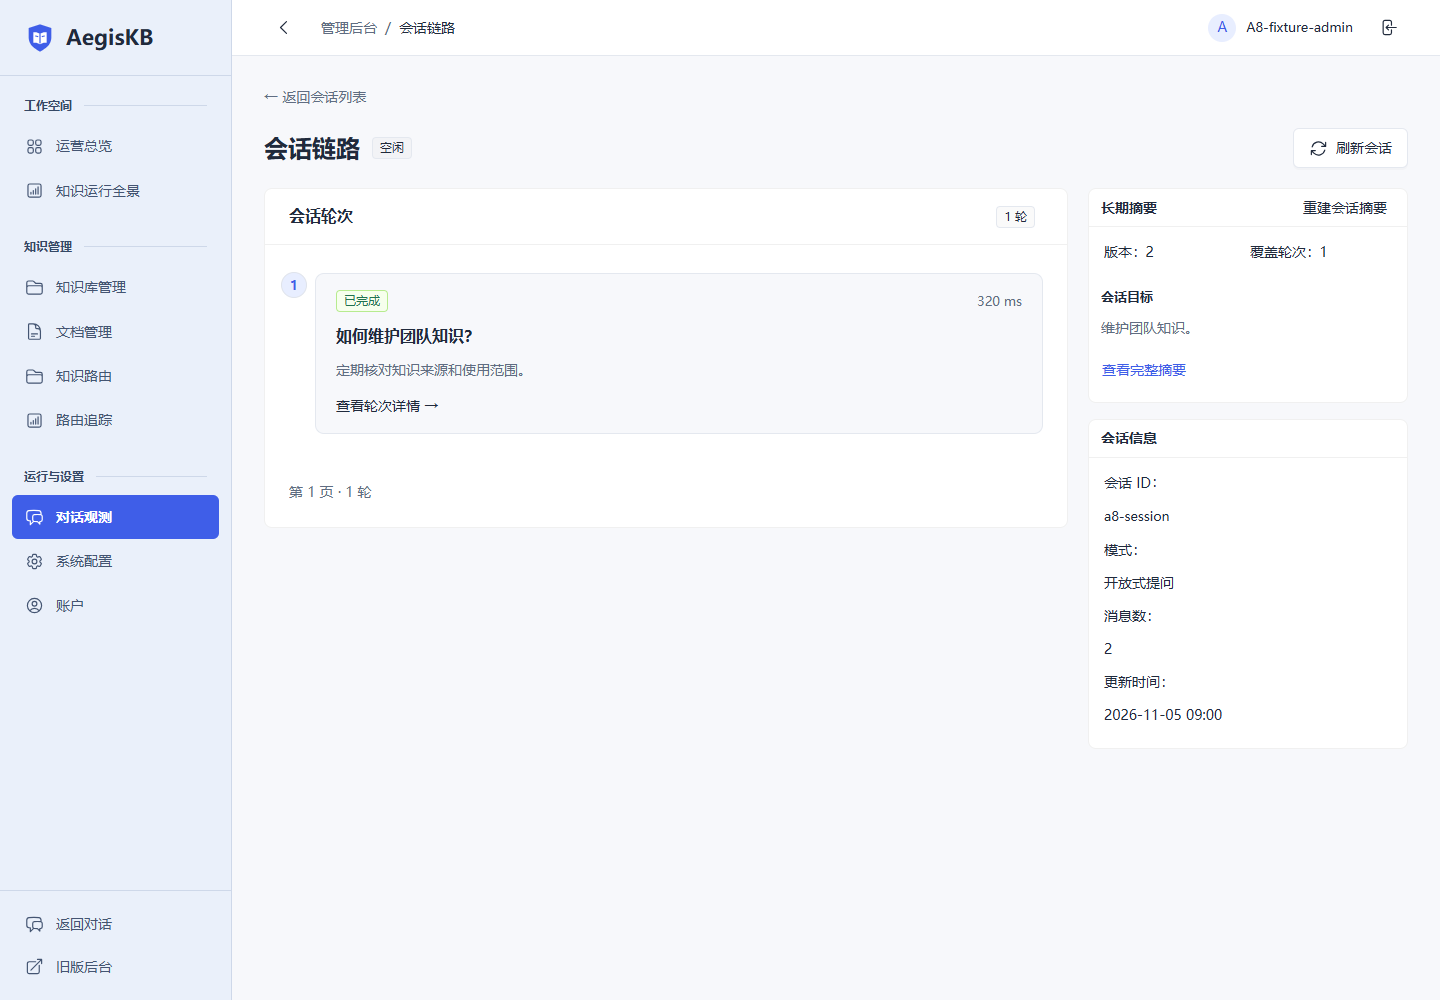 AegisKB
工作空间
运营总览
知识运行全景
知识管理
知识库管理
文档管理
知识路由
路由追踪
运行与设置
对话观测
系统配置
账户
返回对话
旧版后台
管理后台 / 会话链路
A A8-fixture-admin
← 返回会话列表
会话链路 空闲
刷新会话
会话轮次 1 轮
1
已完成 320 ms
如何维护团队知识?
定期核对知识来源和使用范围。
查看轮次详情 →
第 1 页 · 1 轮
长期摘要 重建会话摘要
版本: 2 覆盖轮次: 1
会话目标
维护团队知识。
查看完整摘要
会话信息
会话 ID:
a8-session
模式:
开放式提问
消息数:
2
更新时间:
2026-11-05 09:00